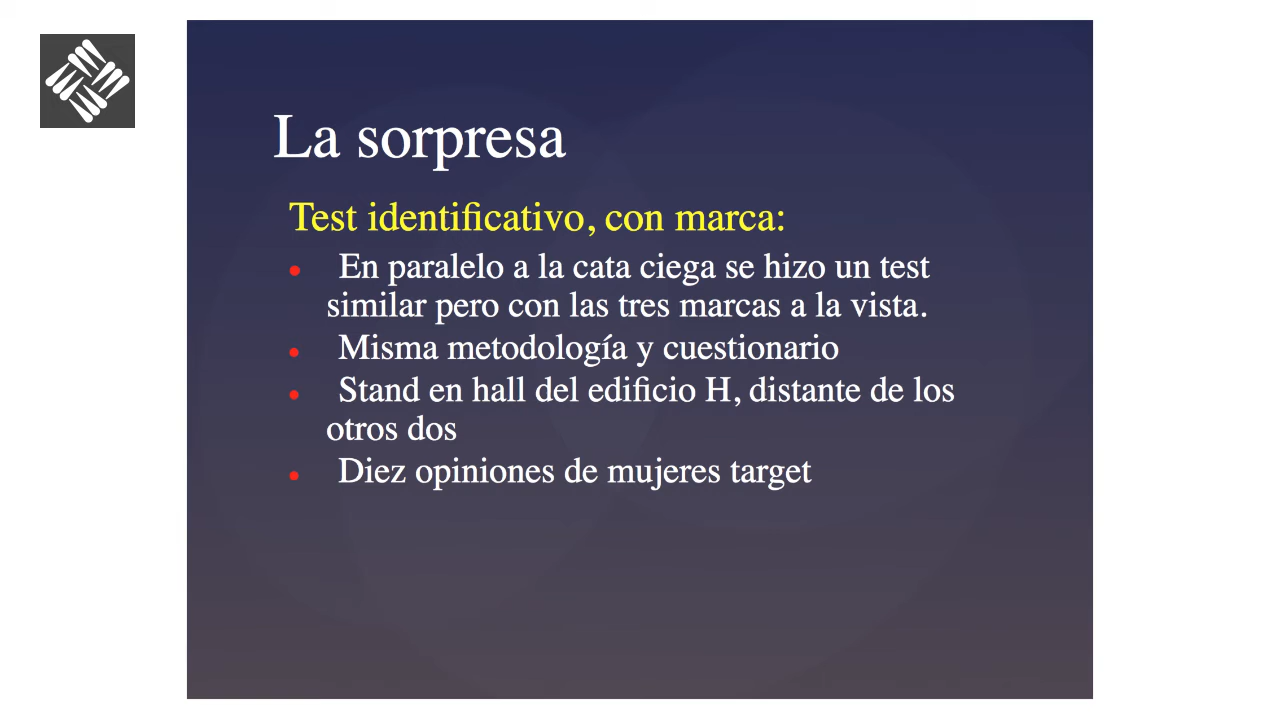 La sorpresa
Test identificativo, con marca:
• En paralelo a la cata ciega se hizo un test
similar pero con las tres marcas a la vista.
• Misma metodología y cuestionario
• Stand en hall del edificio H, distante de los
otros dos
• Diez opiniones de mujeres target